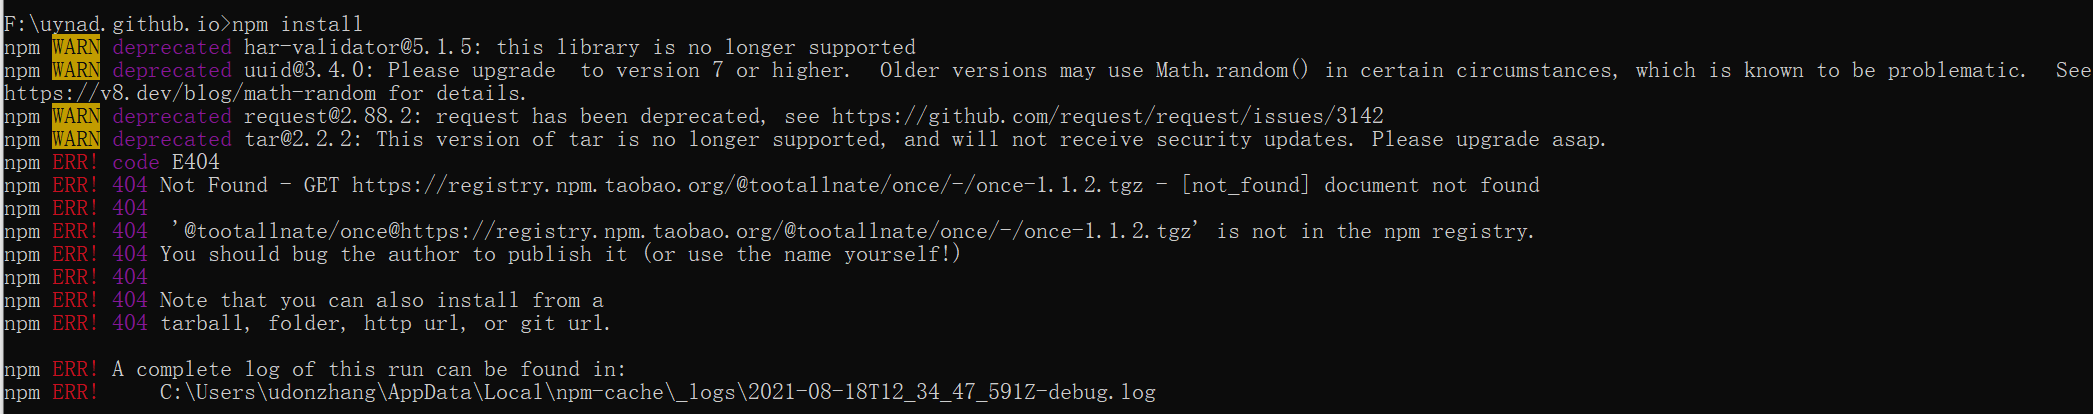 F:\uynad.github.io>npm install
npm WARN deprecated har-validator@5.1.5: this library is no longer supported
npm WARN deprecated uuid@3.4.0: Please upgrade  to version 7 or higher.  Older versions may use Math.random() in certain circumstances, which is known to be problematic.  See
https://v8.dev/blog/math-random for details.
npm WARN deprecated request@2.88.2: request has been deprecated, see https://github.com/request/request/issues/3142
npm WARN deprecated tar@2.2.2: This version of tar is no longer supported, and will not receive security updates. Please upgrade asap.
npm ERR! code E404
npm ERR! 404 Not Found - GET https://registry.npm.taobao.org/@tootallnate/once/-/once-1.1.2.tgz - [not_found] document not found
npm ERR! 404
npm ERR! 404  '@tootallnate/once@https://registry.npm.taobao.org/@tootallnate/once/-/once-1.1.2.tgz' is not in the npm registry.
npm ERR! 404 You should bug the author to publish it (or use the name yourself!)
npm ERR! 404
npm ERR! 404 Note that you can also install from a
npm ERR! 404 tarball, folder, http url, or git url.
npm ERR! A complete log of this run can be found in:
npm ERR!     C:\Users\udonzhang\AppData\Local\npm-cache\_logs\2021-08-18T12_34_47_591Z-debug.log